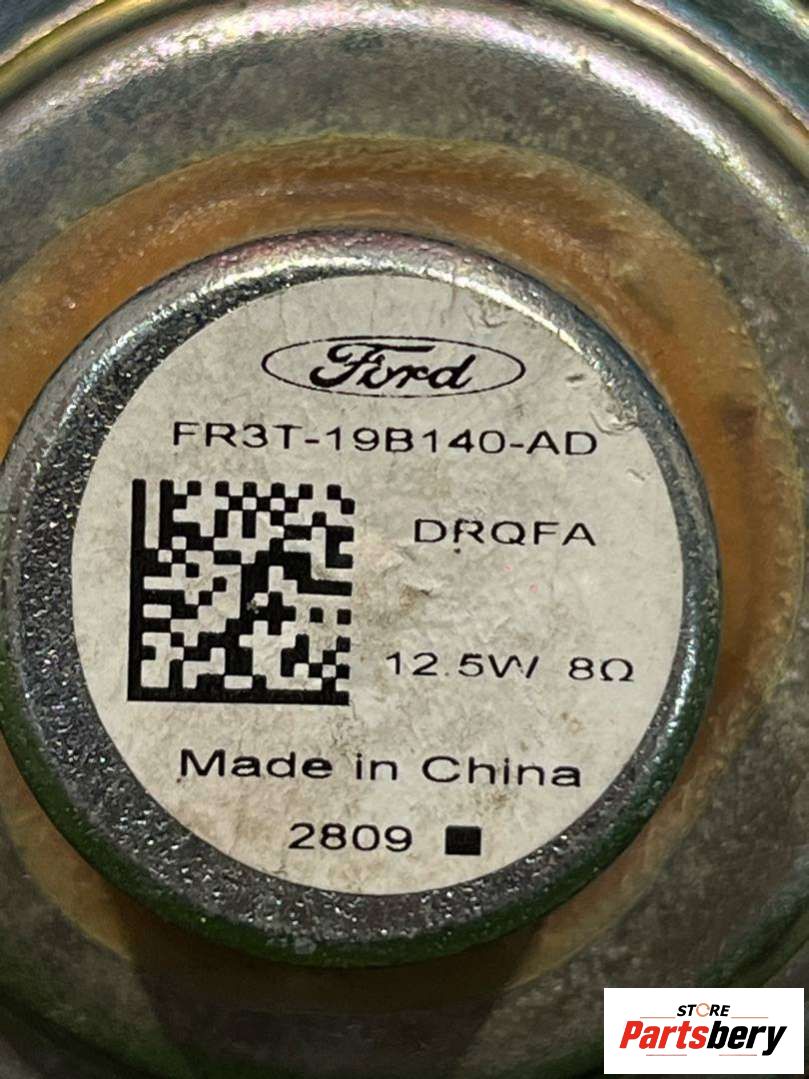 Ford
FR3T-19B140-AD
DRQFA
12.5W/ 8Ω
Made in China
2809
STORE
Partsbery